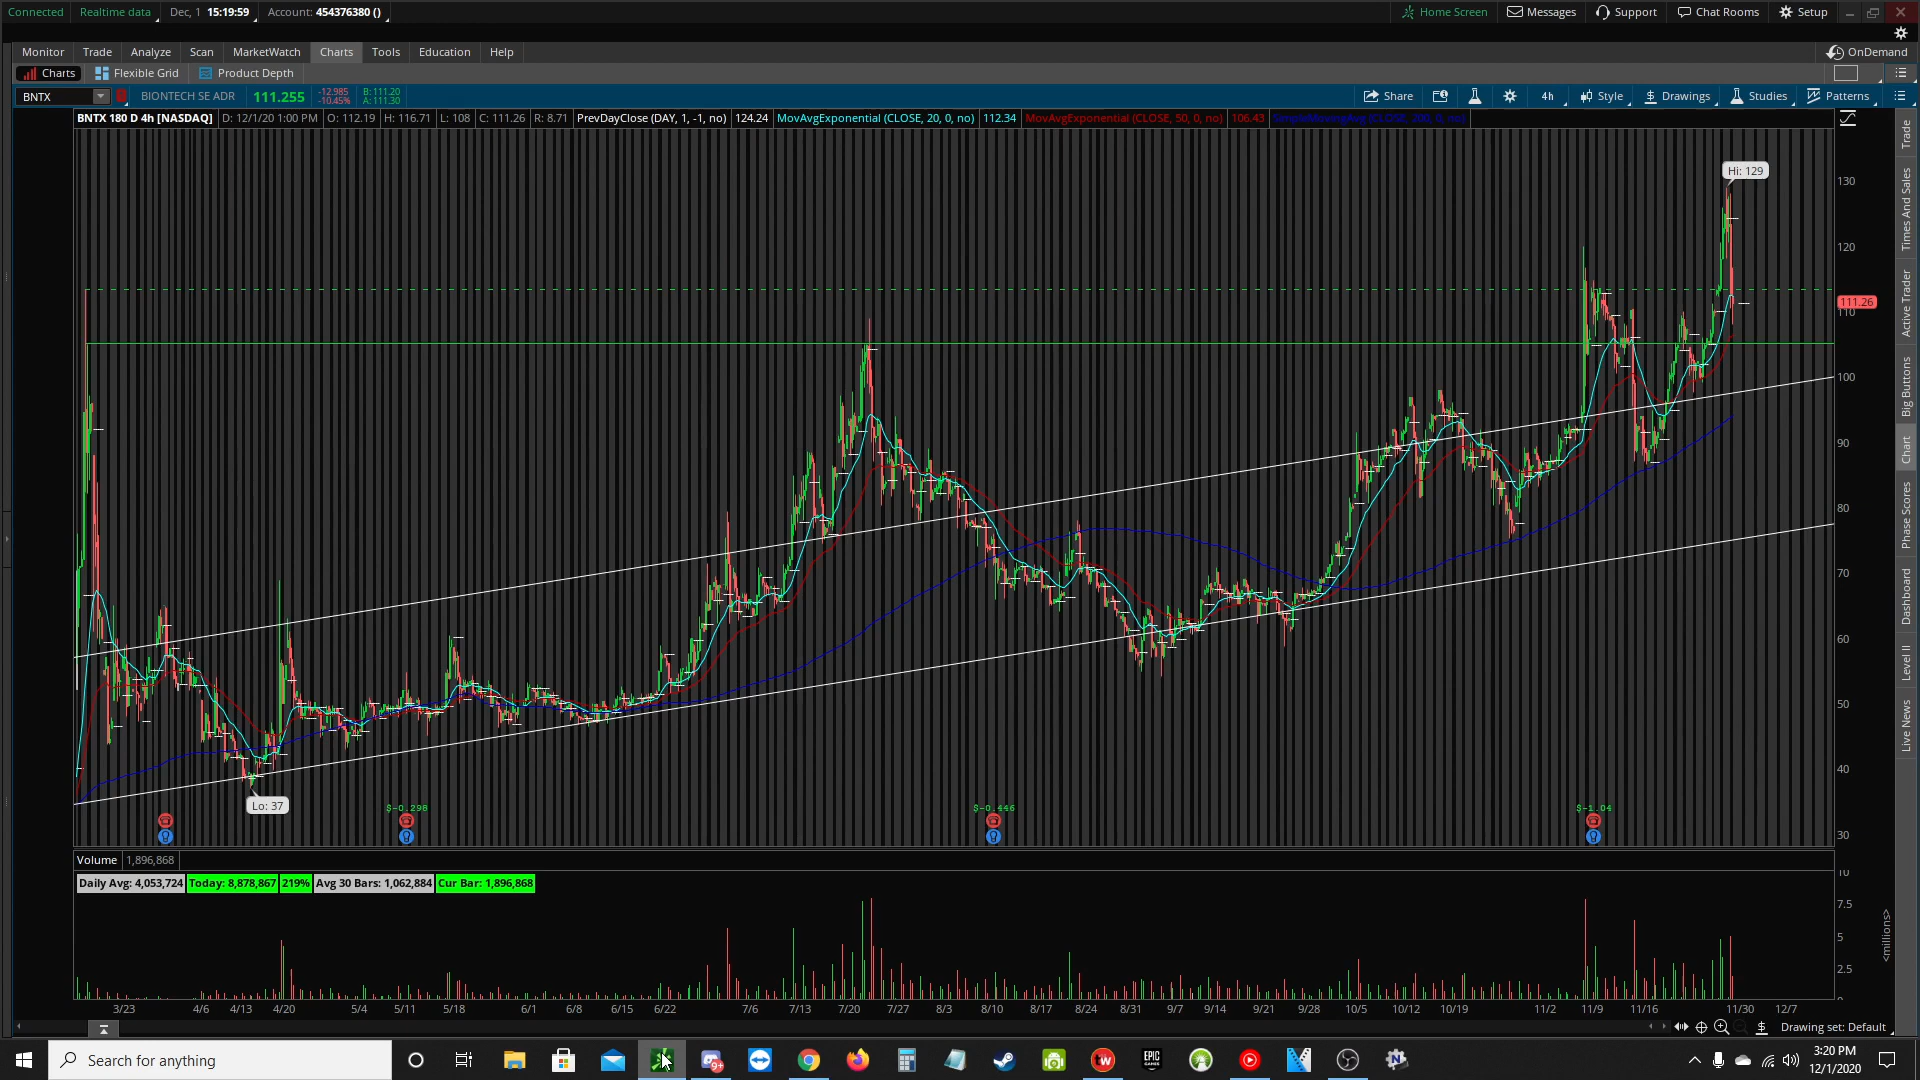 Connected Realtime data Dec, 1 15:19:59 Account: 454376380 () Home Screen Messages Support Chat Rooms Setup
Monitor Trade Analyze Scan MarketWatch Charts Tools Education Help OnDemand
Charts Flexible Grid Product Depth
BNTX BIONTECH SE ADR 111.255 -12.985 B: 111.20 Share 4h Style Drawings Studies Patterns
-10.45% A: 111.30
BNTX 180 D 4h [NASDAQ] D: 12/1/20 1:00 PM O: 112.19 H: 116.71 L: 108 C: 111.26 R: 8.71 PrevDayClose (DAY, 1, -1, no) 124.24 MovAvgExponential (CLOSE, 20, 0, no) 112.34 MovAvgExponential (CLOSE, 50, 0, no) 106.43 SimpleMovingAvg (CLOSE, 200, 0, no)
Hi: 129
130
120
111.26
110
100
90
80
70
60
50
40
30
Lo: 37
$-0.298 $-0.446 $-1.04
Trade
Times And Sales
Active Trader
Big Buttons
Chart
Phase Scores
Dashboard
Level II
Live News
Volume 1,896,868
Daily Avg: 4,053,724 Today: 8,878,867 219% Avg 30 Bars: 1,062,884 Cur Bar: 1,896,868
10
7.5
5
2.5
<millions>
3/23 4/6 4/13 4/20 5/4 5/11 5/18 6/1 6/8 6/15 6/22 7/6 7/13 7/20 7/27 8/3 8/10 8/17 8/24 8/31 9/7 9/14 9/21 9/28 10/5 10/12 10/19 11/2 11/9 11/16 11/30 12/7
Drawing set: Default
Search for anything
9+
EPIC GAMES
3:20 PM
12/1/2020